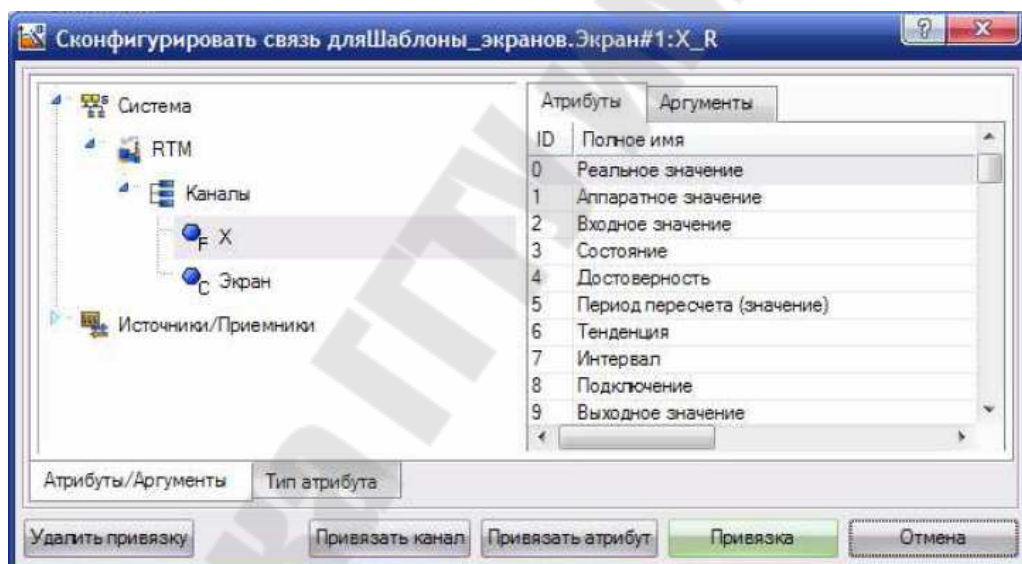 Сконфигурировать связь дляШаблоны_экранов.Экран#1:X_R
Система
RTM
Каналы
F X
C Экран
Источники/Приемники
Атрибуты Аргументы
ID Полное имя
0 Реальное значение
1 Аппаратное значение
2 Входное значение
3 Состояние
4 Достоверность
5 Период пересчета (значение)
6 Тенденция
7 Интервал
8 Подключение
9 Выходное значение
Атрибуты/Аргументы Тип атрибута
Удалить привязку Привязать канал Привязать атрибут Привязка Отмена